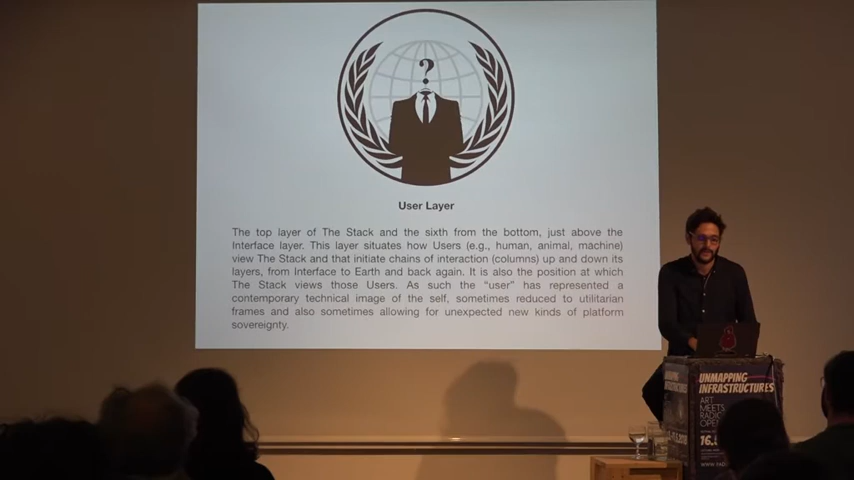 ?
User Layer
The top layer of The Stack and the sixth from the bottom, just above the
Interface layer. This layer situates how Users (e.g., human, animal, machine)
view The Stack and that initiate chains of interaction (columns) up and down its
layers, from Interface to Earth and back again. It is also the position at which
The Stack views those Users. As such the “user” has represented a
contemporary technical image of the self, sometimes reduced to utilitarian
frames and also sometimes allowing for unexpected new kinds of platform
sovereignty.
UNMAPPING
INFRASTRUCTURES
ART
MEETS
RADICAL
OPEN
16.